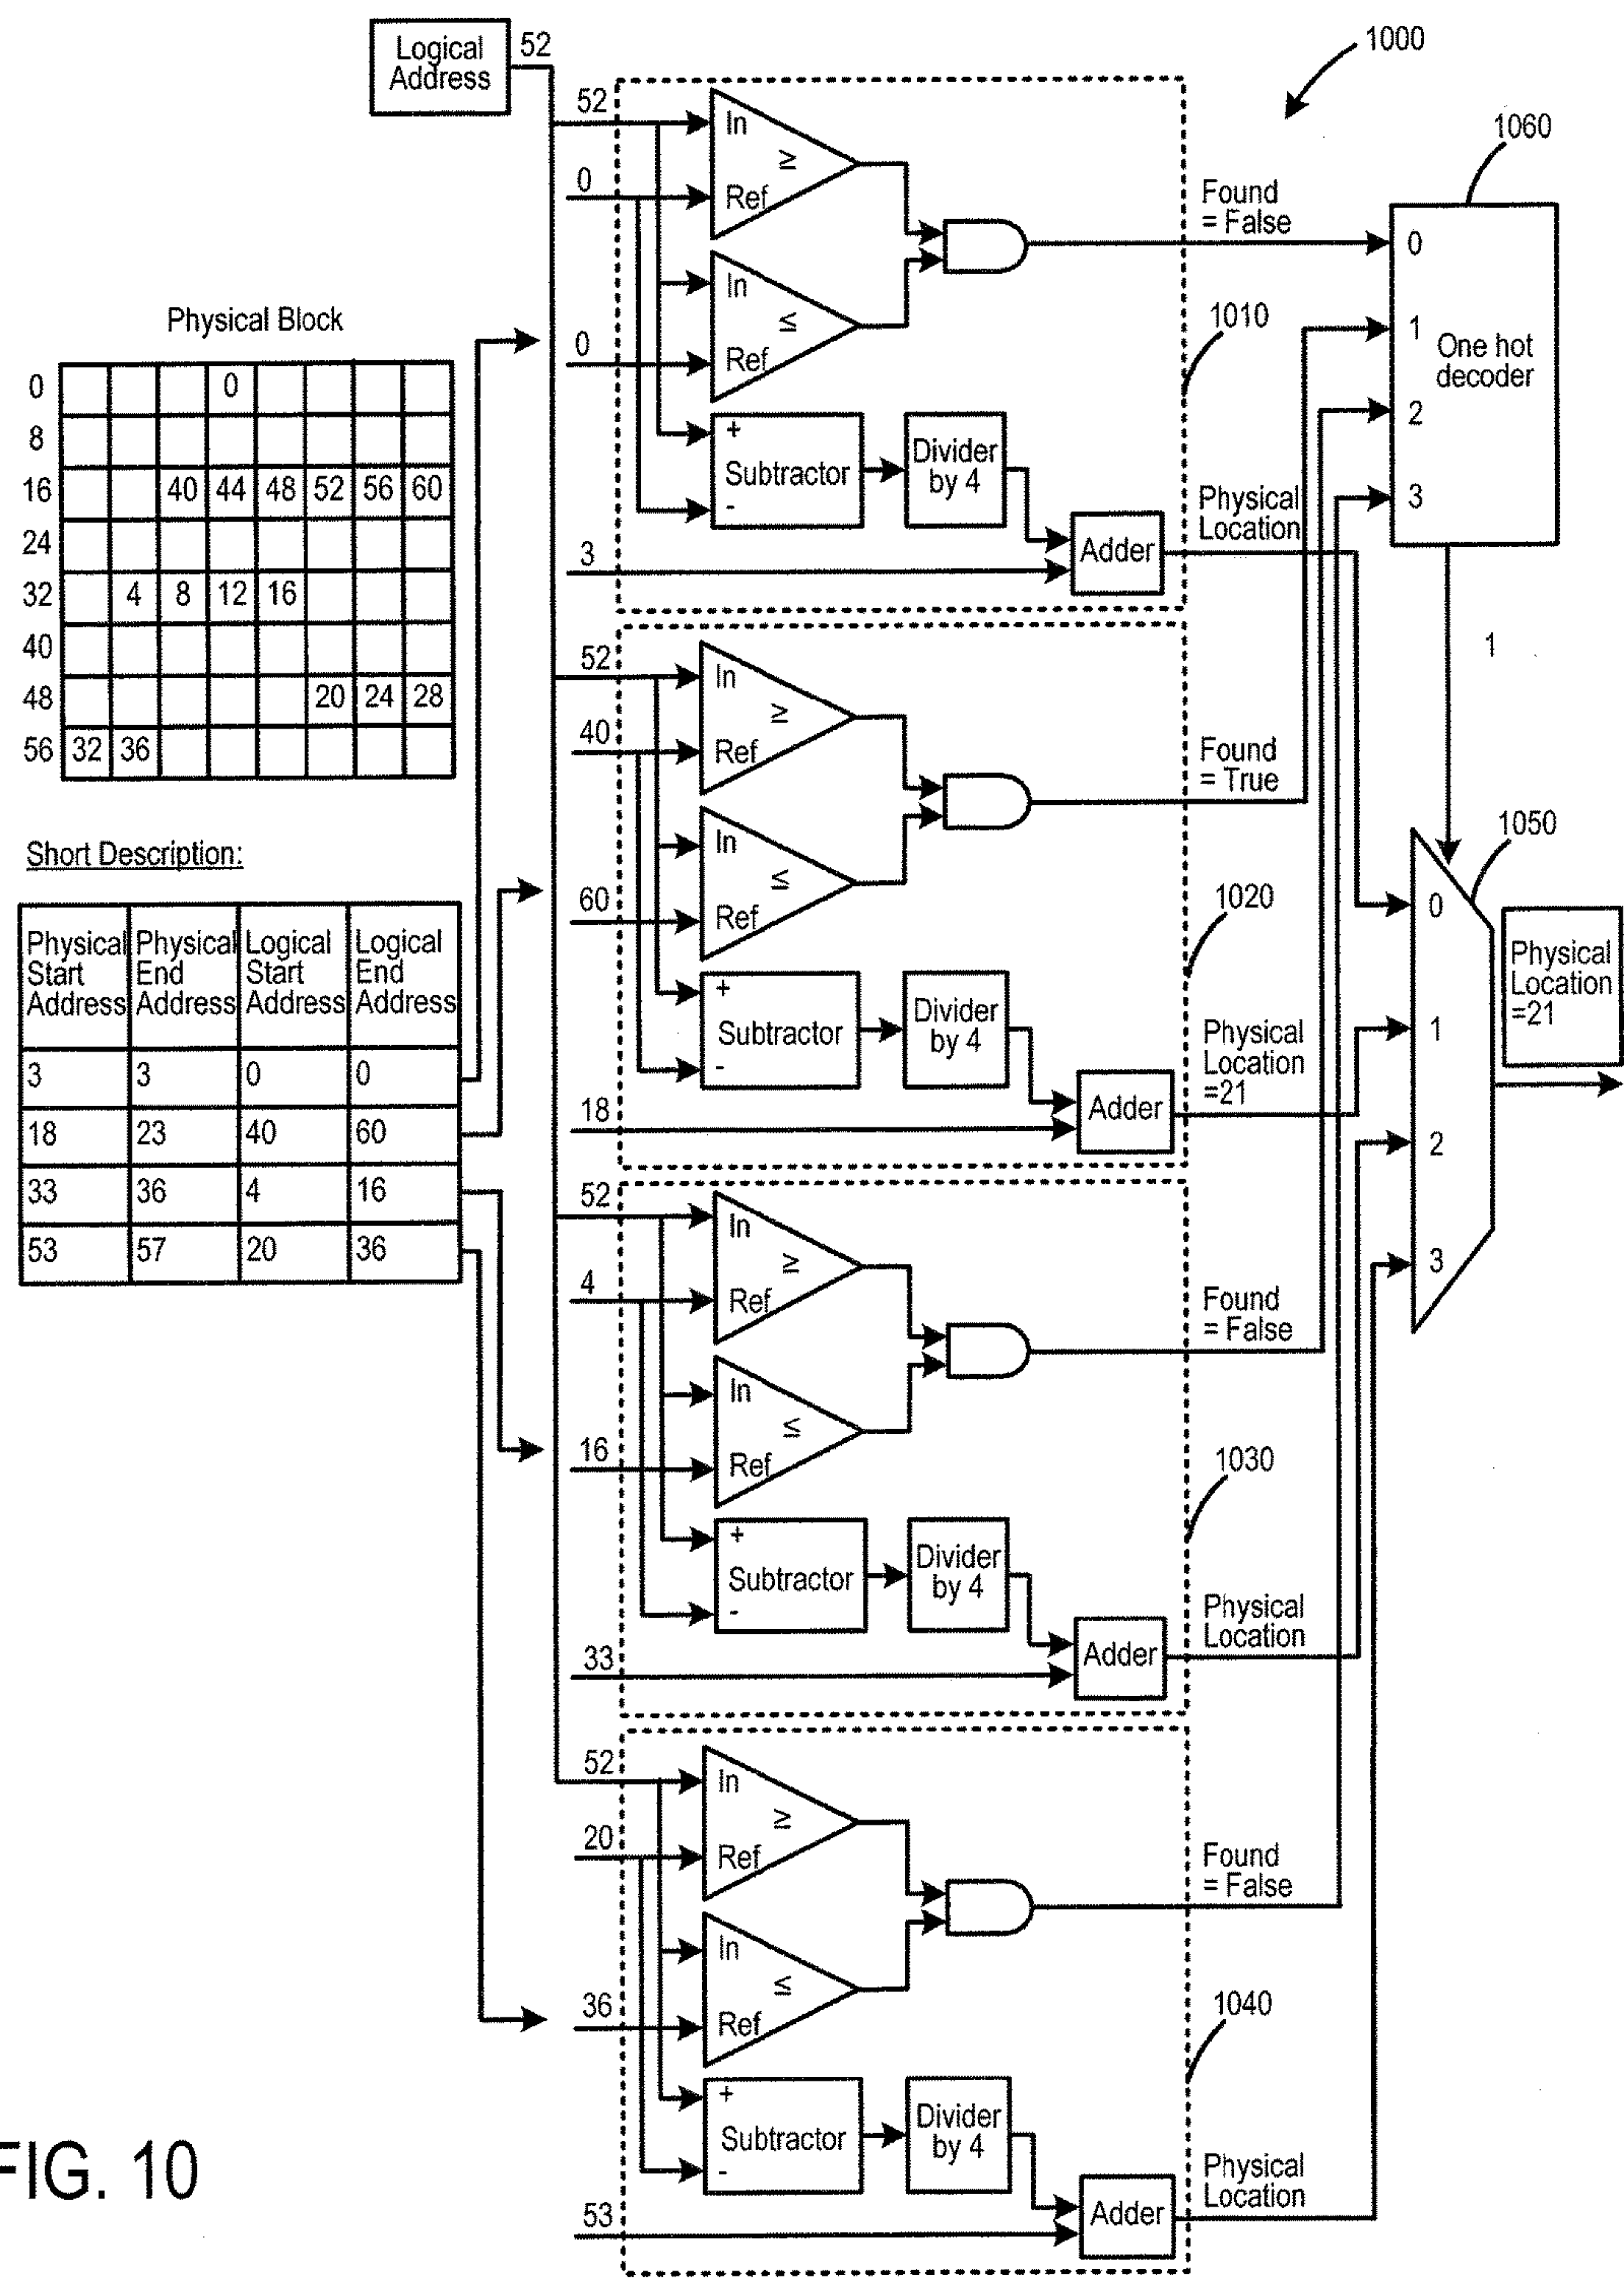 Logical
Address
52
1000
52
In
≥
0
Ref
In
≤
0
Ref
+
Subtractor
-
Divider
by 4
3
Adder
Found
= False
Physical
Location
1010
1060
0
1
2
3
One hot
decoder
1
Physical Block
0 0
8
16 40 44 48 52 56 60
24
32 4 8 12 16
40
48 20 24 28
56 32 36
Short Description:
Physical Start Address Physical End Address Logical Start Address Logical End Address
3 3 0 0
18 23 40 60
33 36 4 16
53 57 20 36
52
In
≥
40
Ref
In
≤
60
Ref
+
Subtractor
-
Divider
by 4
18
Adder
Found
= True
1020
Physical
Location
=21
1050
0
1
2
3
Physical
Location
=21
52
In
≥
4
Ref
In
≤
16
Ref
+
Subtractor
-
Divider
by 4
33
Adder
Found
= False
1030
Physical
Location
52
In
≥
20
Ref
In
≤
36
Ref
+
Subtractor
-
Divider
by 4
53
Adder
Found
= False
1040
Physical
Location
FIG. 10